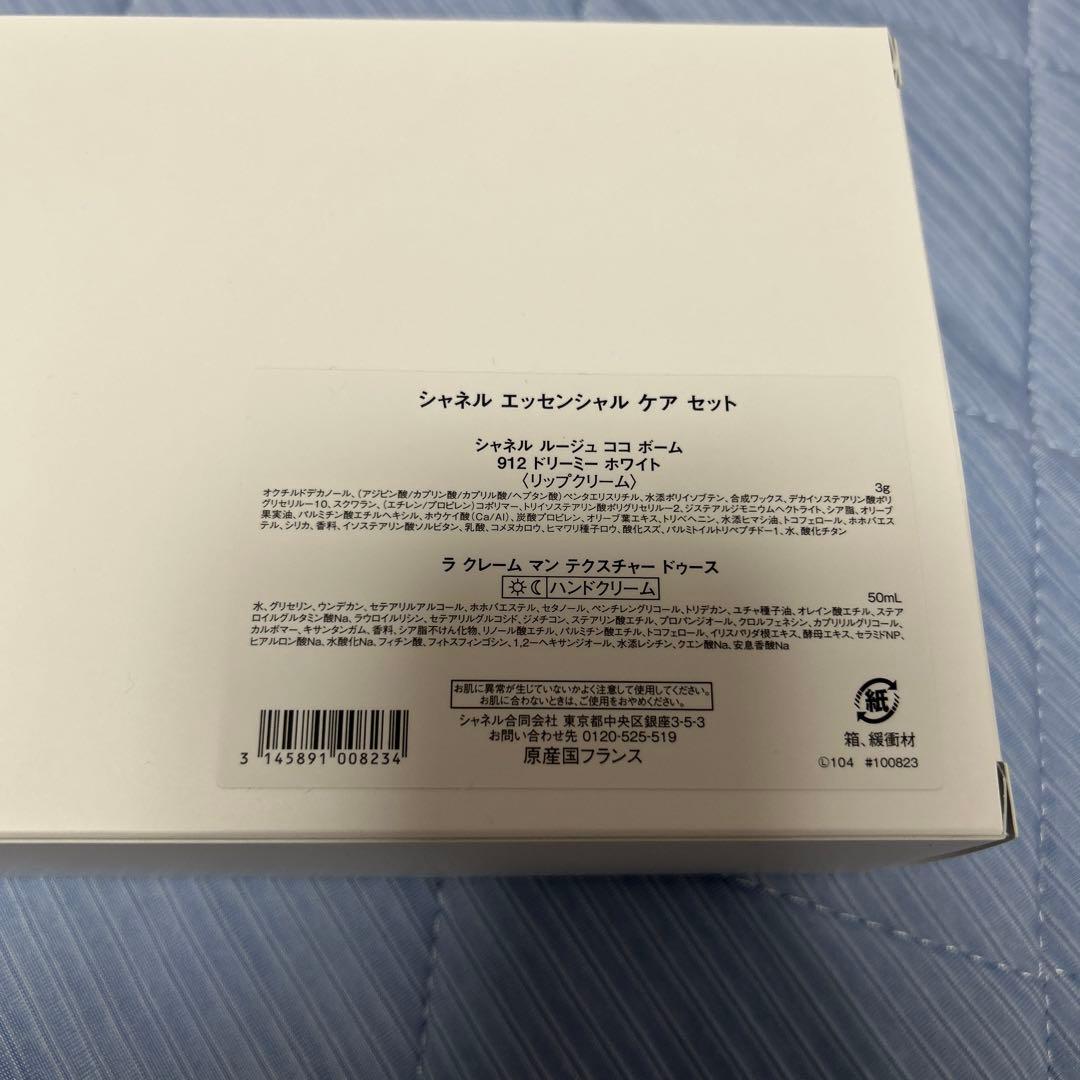 シャネル エッセンシャル ケア セット
シャネル ルージュ ココ ボーム
912 ドリーミー ホワイト
〈リップクリーム〉
3g
オクチルドデカノール、(アジピン酸/カプリン酸/カプリル酸/ヘプタン酸)ペンタエリスリチル、水添ポリイソブテン、合成ワックス、デカイソステアリン酸ポリ
グリセリル-10、スクワラン、(エチレン/プロピレン)コポリマー、トリイソステアリン酸ポリグリセリル-2、ジステアルジモニウムヘクトライト、シア脂、オリーブ
果実油、パルミチン酸エチルヘキシル、ホウケイ酸(Ca/Al)、炭酸プロピレン、オリーブ葉エキス、トリベヘニン、水添ヒマシ油、トコフェロール、ホホバエス
テル、シリカ、香料、イソステアリン酸ソルビタン、乳酸、コメヌカロウ、ヒマワリ種子ロウ、酸化スズ、パルミトイルトリペプチド-1、水、酸化チタン
ラ クレーム マン テクスチャー ドゥース
ハンドクリーム
50mL
水、グリセリン、ウンデカン、セテアリルアルコール、ホホバエステル、セタノール、ペンチレングリコール、トリデカン、ユチャ種子油、オレイン酸エチル、ステア
ロイルグルタミン酸Na、ラウロイルリシン、セテアリルグルコシド、ジメチコン、ステアリン酸エチル、プロパンジオール、クロルフェネシン、カプリリルグリコール、
カルボマー、キサンタンガム、香料、シア脂不けん化物、リノール酸エチル、パルミチン酸エチル、トコフェロール、イリスパリダ根エキス、酵母エキス、セラミドNP、
ヒアルロン酸Na、水酸化Na、フィチン酸、フィトスフィンゴシン、1,2-ヘキサンジオール、水添レシチン、クエン酸Na、安息香酸Na
お肌に異常が生じていないかよく注意して使用してください。
お肌に合わないときは、ご使用をおやめください。
シャネル合同会社 東京都中央区銀座3-5-3
お問い合わせ先 0120-525-519
原産国フランス
3 145891 008234
紙
箱、緩衝材
Ⓛ104 #100823